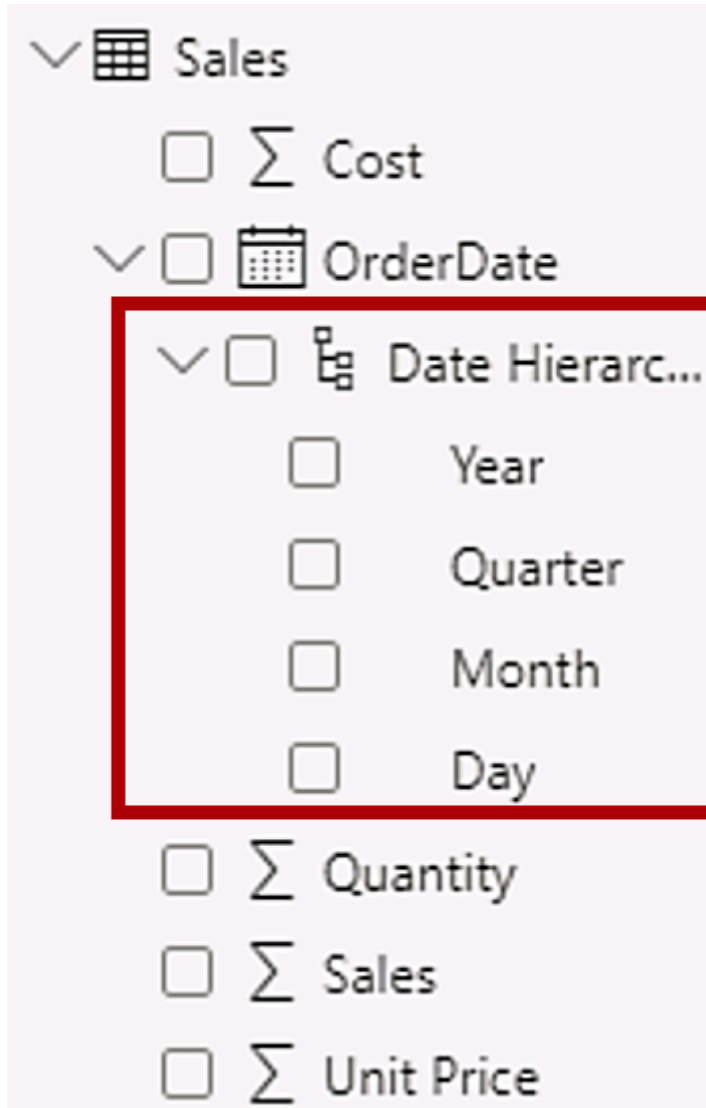 Sales
Cost
OrderDate
Date Hierarc...
Year
Quarter
Month
Day
Quantity
Sales
Unit Price